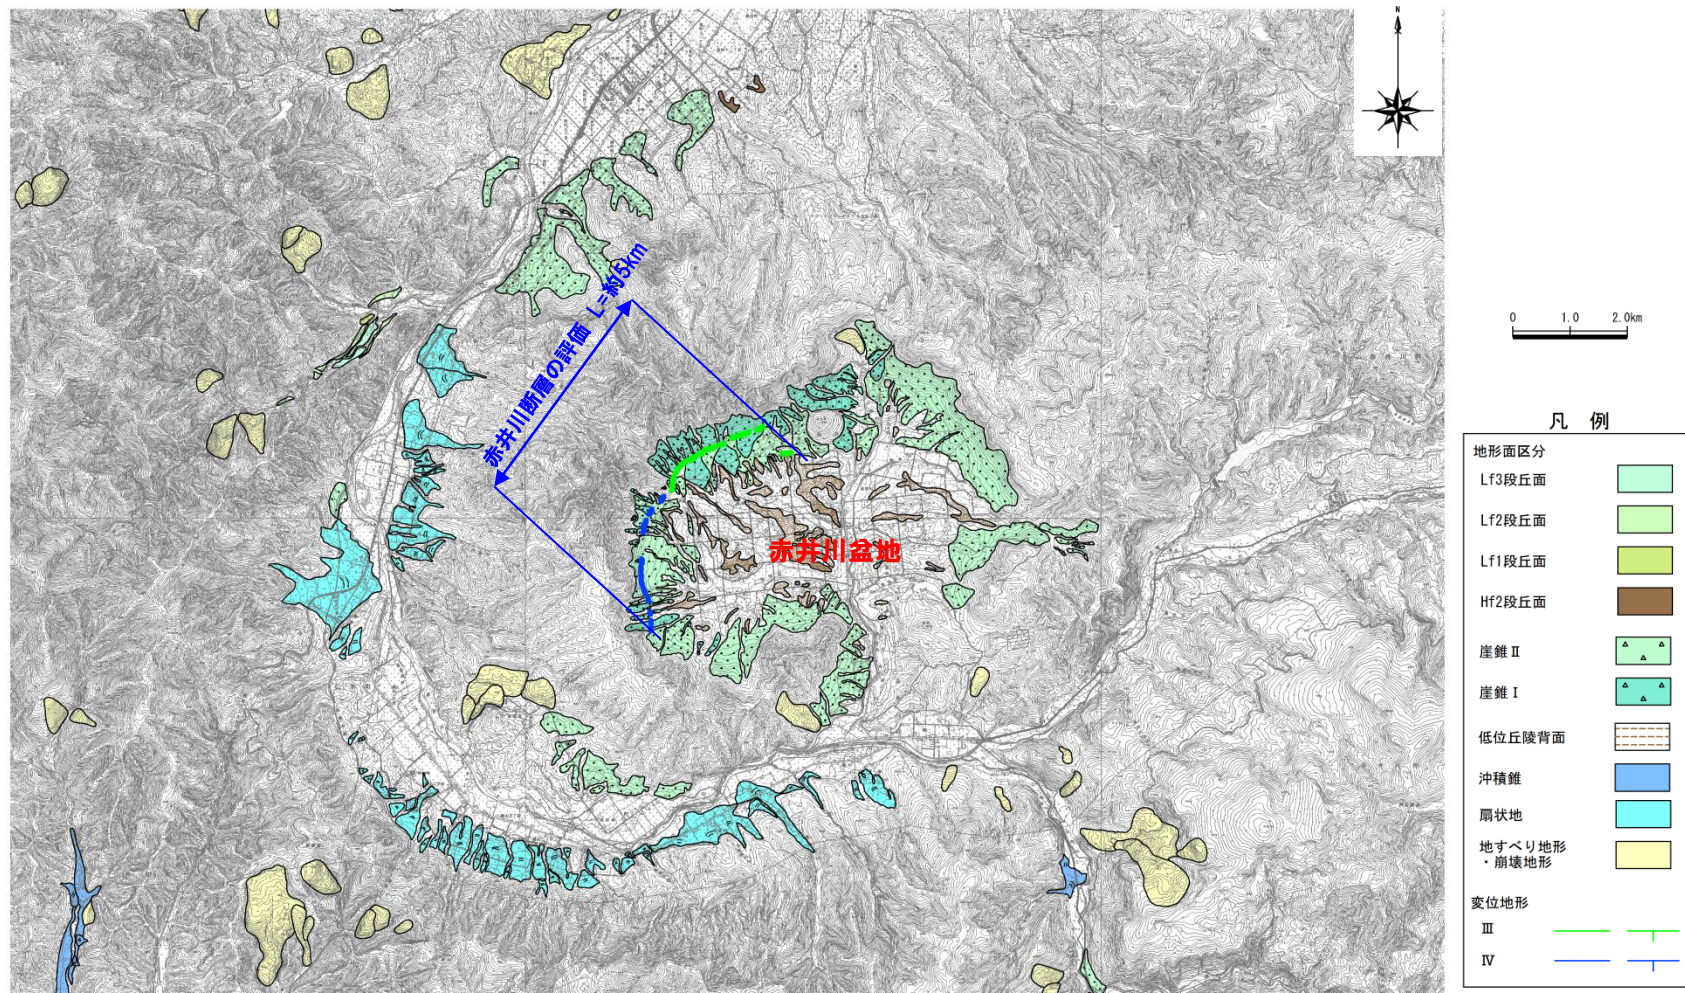 N
赤井川断層の評価 L=約5km
赤井川盆地
0 1.0 2.0km
凡 例
地形面区分
Lf3段丘面
Lf2段丘面
Lf1段丘面
Hf2段丘面
崖錐Ⅱ
崖錐Ⅰ
低位丘陵背面
沖積錐
扇状地
地すべり地形
・崩壊地形
変位地形
Ⅲ
Ⅳ